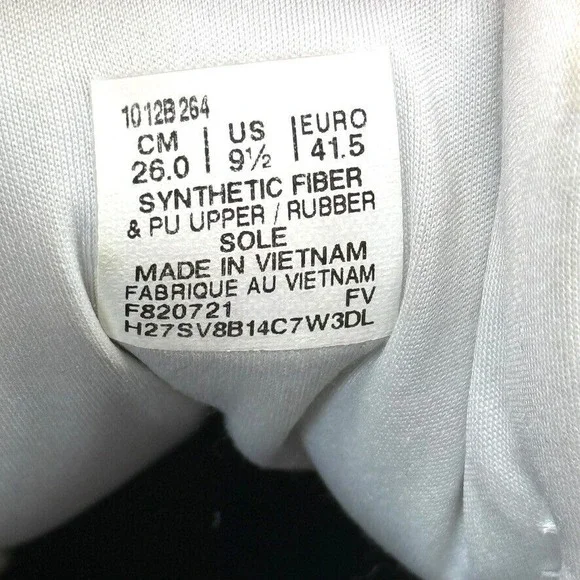 1012B264
CM | US | EURO
26.0 | 9½ | 41.5
SYNTHETIC FIBER
& PU UPPER / RUBBER
SOLE
MADE IN VIETNAM
FABRIQUE AU VIETNAM
F820721 FV
H27SV8B14C7W3DL